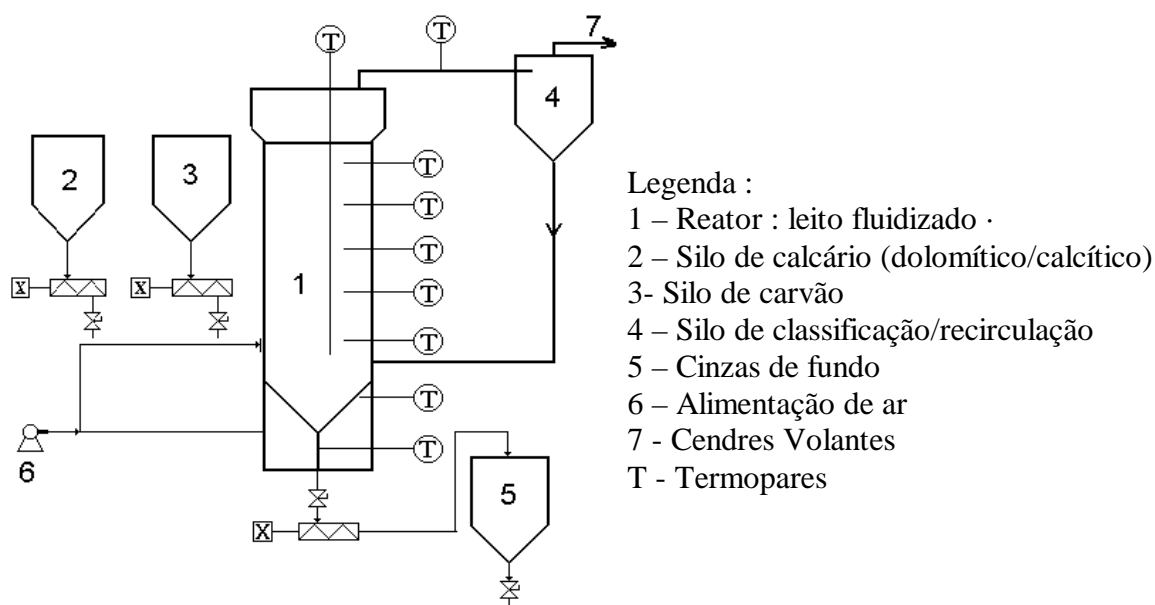 7
T
T
4
2
3
T
T
T
1
T
T
X
X
T
T
6
5
X
Legenda :
1 – Reator : leito fluidizado ·
2 – Silo de calcário (dolomítico/calcítico)
3- Silo de carvão
4 – Silo de classificação/recirculação
5 – Cinzas de fundo
6 – Alimentação de ar
7 - Cendres Volantes
T - Termopares